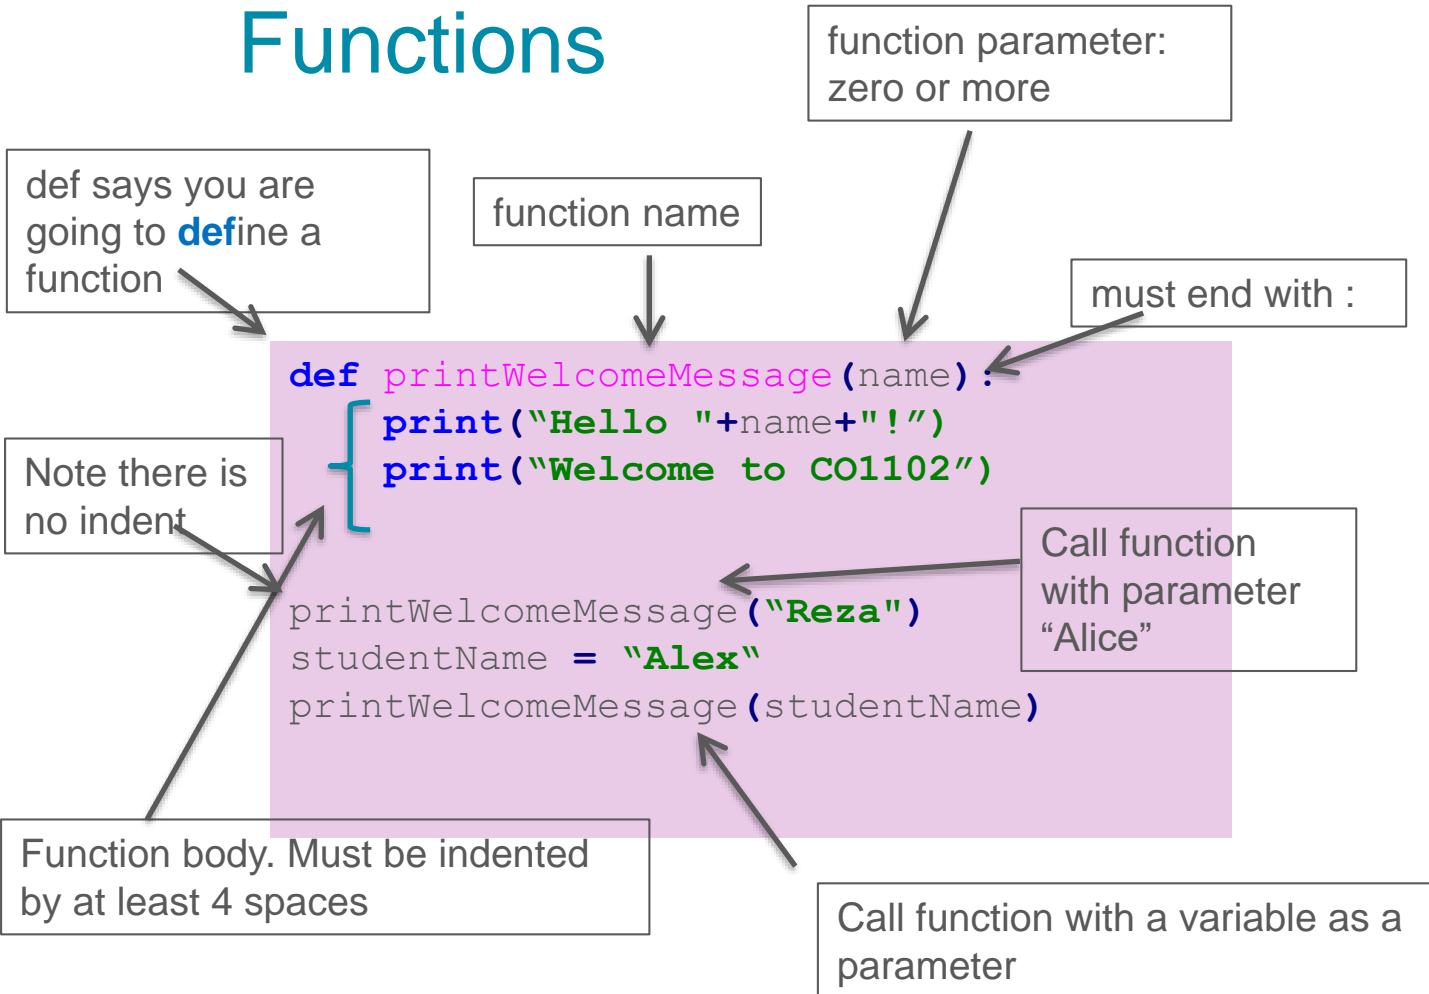 Functions
function parameter:
zero or more
def says you are
going to define a
function
function name
must end with :
def printWelcomeMessage(name):
print(“Hello "+name+"!”)
print(“Welcome to CO1102”)
Note there is
no indent
Call function
with parameter
“Alice”
printWelcomeMessage(“Reza")
studentName = “Alex“
printWelcomeMessage(studentName)
Function body. Must be indented
by at least 4 spaces
Call function with a variable as a
parameter